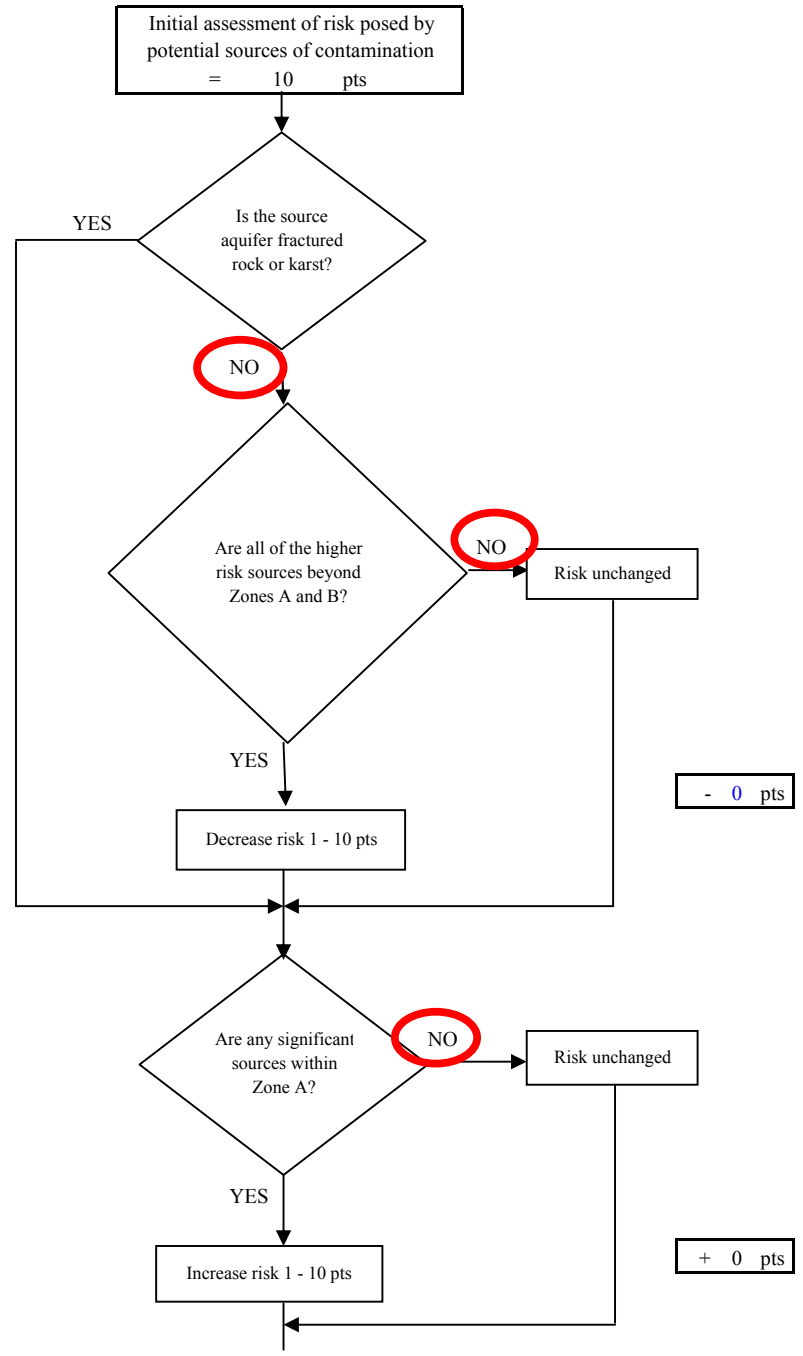 Initial assessment of risk posed by
potential sources of contamination
= 10 pts
YES
Is the source
aquifer fractured
rock or karst?
NO
Are all of the higher
risk sources beyond
Zones A and B?
NO
Risk unchanged
YES
- 0 pts
Decrease risk 1 - 10 pts
Are any significant
sources within
Zone A?
NO
Risk unchanged
YES
+ 0 pts
Increase risk 1 - 10 pts